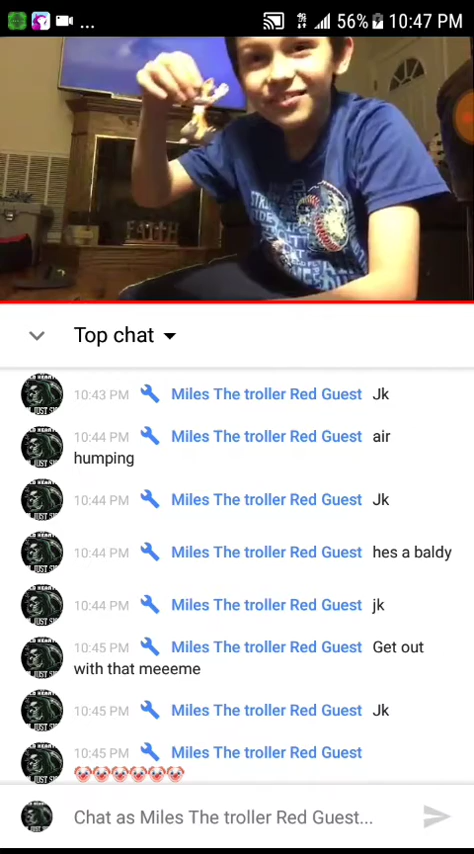 56% 10:47 PM
FAITH
Top chat
10:43 PM Miles The troller Red Guest Jk
10:44 PM Miles The troller Red Guest air
humping
10:44 PM Miles The troller Red Guest Jk
10:44 PM Miles The troller Red Guest hes a baldy
10:44 PM Miles The troller Red Guest jk
10:45 PM Miles The troller Red Guest Get out
with that meeeme
10:45 PM Miles The troller Red Guest Jk
10:45 PM Miles The troller Red Guest
🤡🤡🤡🤡🤡🤡
Chat as Miles The troller Red Guest...